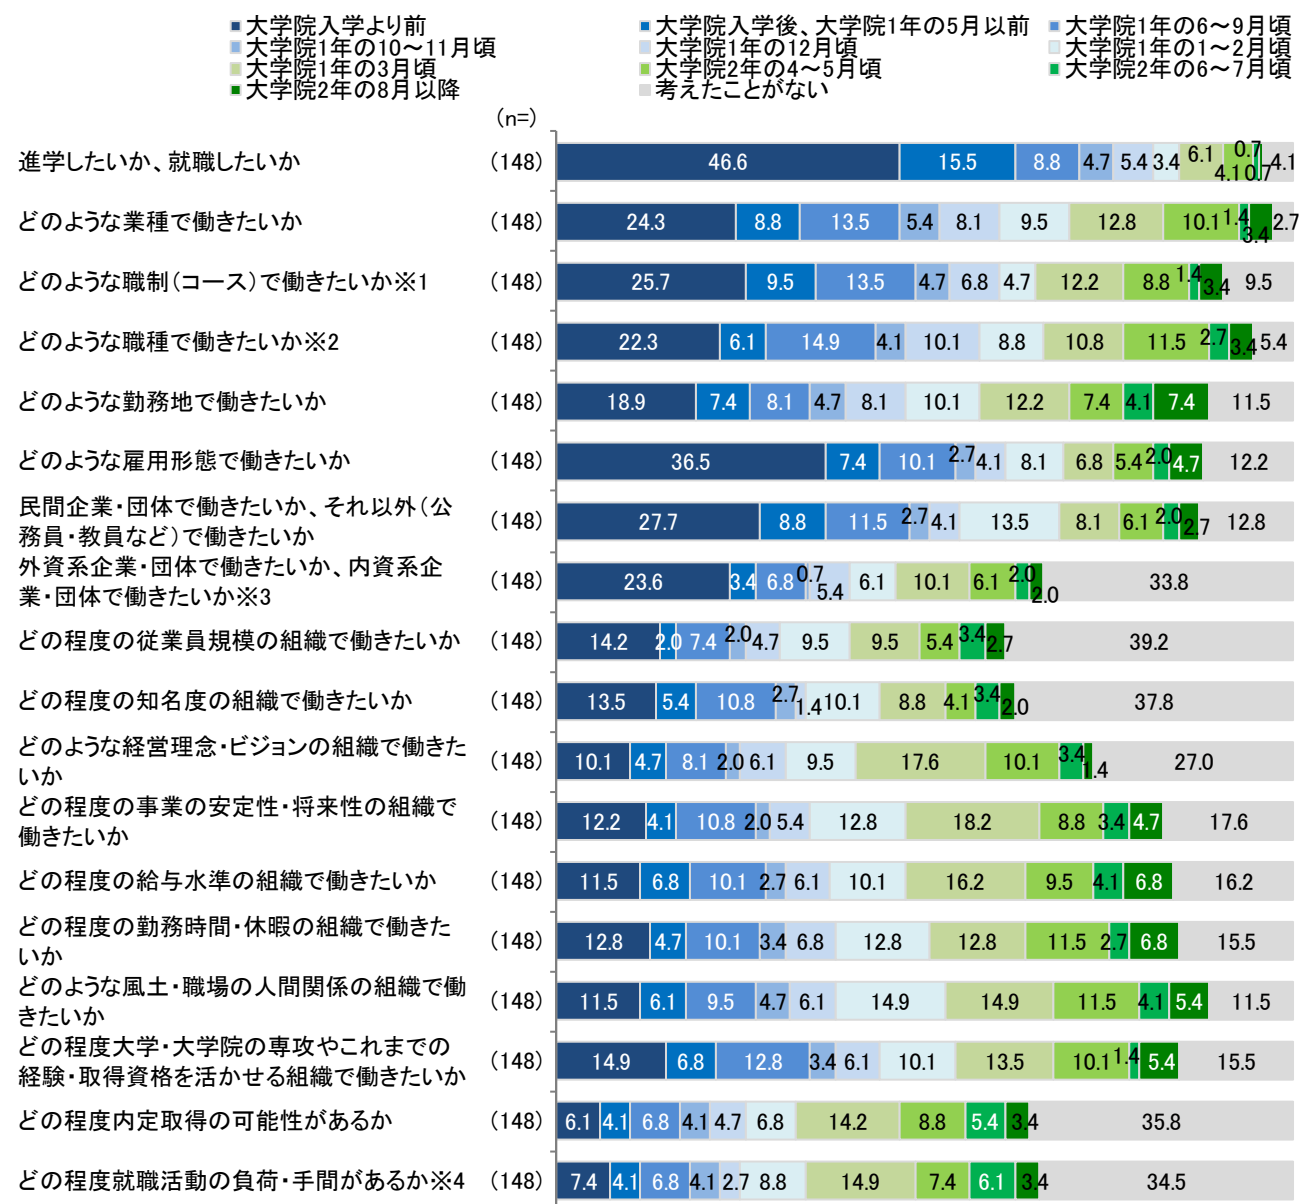 ■大学院入学より前 ■大学院入学後、大学院1年の5月以前 ■大学院1年の6～9月頃
■大学院1年の10～11月頃 ■大学院1年の12月頃 ■大学院1年の1～2月頃
■大学院1年の3月頃 ■大学院2年の4～5月頃 ■大学院2年の6～7月頃
■大学院2年の8月以降 ■考えたことがない
(n=)
進学したいか、就職したいか (148) 46.6 15.5 8.8 4.7 5.4 3.4 6.1 4.1 0.7 0.7 4.1
どのような業種で働きたいか (148) 24.3 8.8 13.5 5.4 8.1 9.5 12.8 10.1 1.4 3.4 2.7
どのような職制(コース)で働きたいか※1 (148) 25.7 9.5 13.5 4.7 6.8 4.7 12.2 8.8 1.4 3.4 9.5
どのような職種で働きたいか※2 (148) 22.3 6.1 14.9 4.1 10.1 8.8 10.8 11.5 2.7 3.4 5.4
どのような勤務地で働きたいか (148) 18.9 7.4 8.1 4.7 8.1 10.1 12.2 7.4 4.1 7.4 11.5
どのような雇用形態で働きたいか (148) 36.5 7.4 10.1 2.7 4.1 8.1 6.8 5.4 2.0 4.7 12.2
民間企業・団体で働きたいか、それ以外(公
務員・教員など)で働きたいか (148) 27.7 8.8 11.5 2.7 4.1 13.5 8.1 6.1 2.0 2.7 12.8
外資系企業・団体で働きたいか、内資系企
業・団体で働きたいか※3 (148) 23.6 3.4 6.8 0.7 5.4 6.1 10.1 6.1 2.0 2.0 33.8
どの程度の従業員規模の組織で働きたいか (148) 14.2 2.0 7.4 2.0 4.7 9.5 9.5 5.4 3.4 2.7 39.2
どの程度の知名度の組織で働きたいか (148) 13.5 5.4 10.8 2.7 1.4 10.1 8.8 4.1 3.4 2.0 37.8
どのような経営理念・ビジョンの組織で働きた
いか (148) 10.1 4.7 8.1 2.0 6.1 9.5 17.6 10.1 3.4 1.4 27.0
どの程度の事業の安定性・将来性の組織で
働きたいか (148) 12.2 4.1 10.8 2.0 5.4 12.8 18.2 8.8 3.4 4.7 17.6
どの程度の給与水準の組織で働きたいか (148) 11.5 6.8 10.1 2.7 6.1 10.1 16.2 9.5 4.1 6.8 16.2
どの程度の勤務時間・休暇の組織で働きた
いか (148) 12.8 4.7 10.1 3.4 6.8 12.8 12.8 11.5 2.7 6.8 15.5
どのような風土・職場の人間関係の組織で働
きたいか (148) 11.5 6.1 9.5 4.7 6.1 14.9 14.9 11.5 4.1 5.4 11.5
どの程度大学・大学院の専攻やこれまでの
経験・取得資格を活かせる組織で働きたいか (148) 14.9 6.8 12.8 3.4 6.1 10.1 13.5 10.1 1.4 5.4 15.5
どの程度内定取得の可能性があるか (148) 6.1 4.1 6.8 4.1 4.7 6.8 14.2 8.8 5.4 3.4 35.8
どの程度就職活動の負荷・手間があるか※4 (148) 7.4 4.1 6.8 4.1 2.7 8.8 14.9 7.4 6.1 3.4 34.5